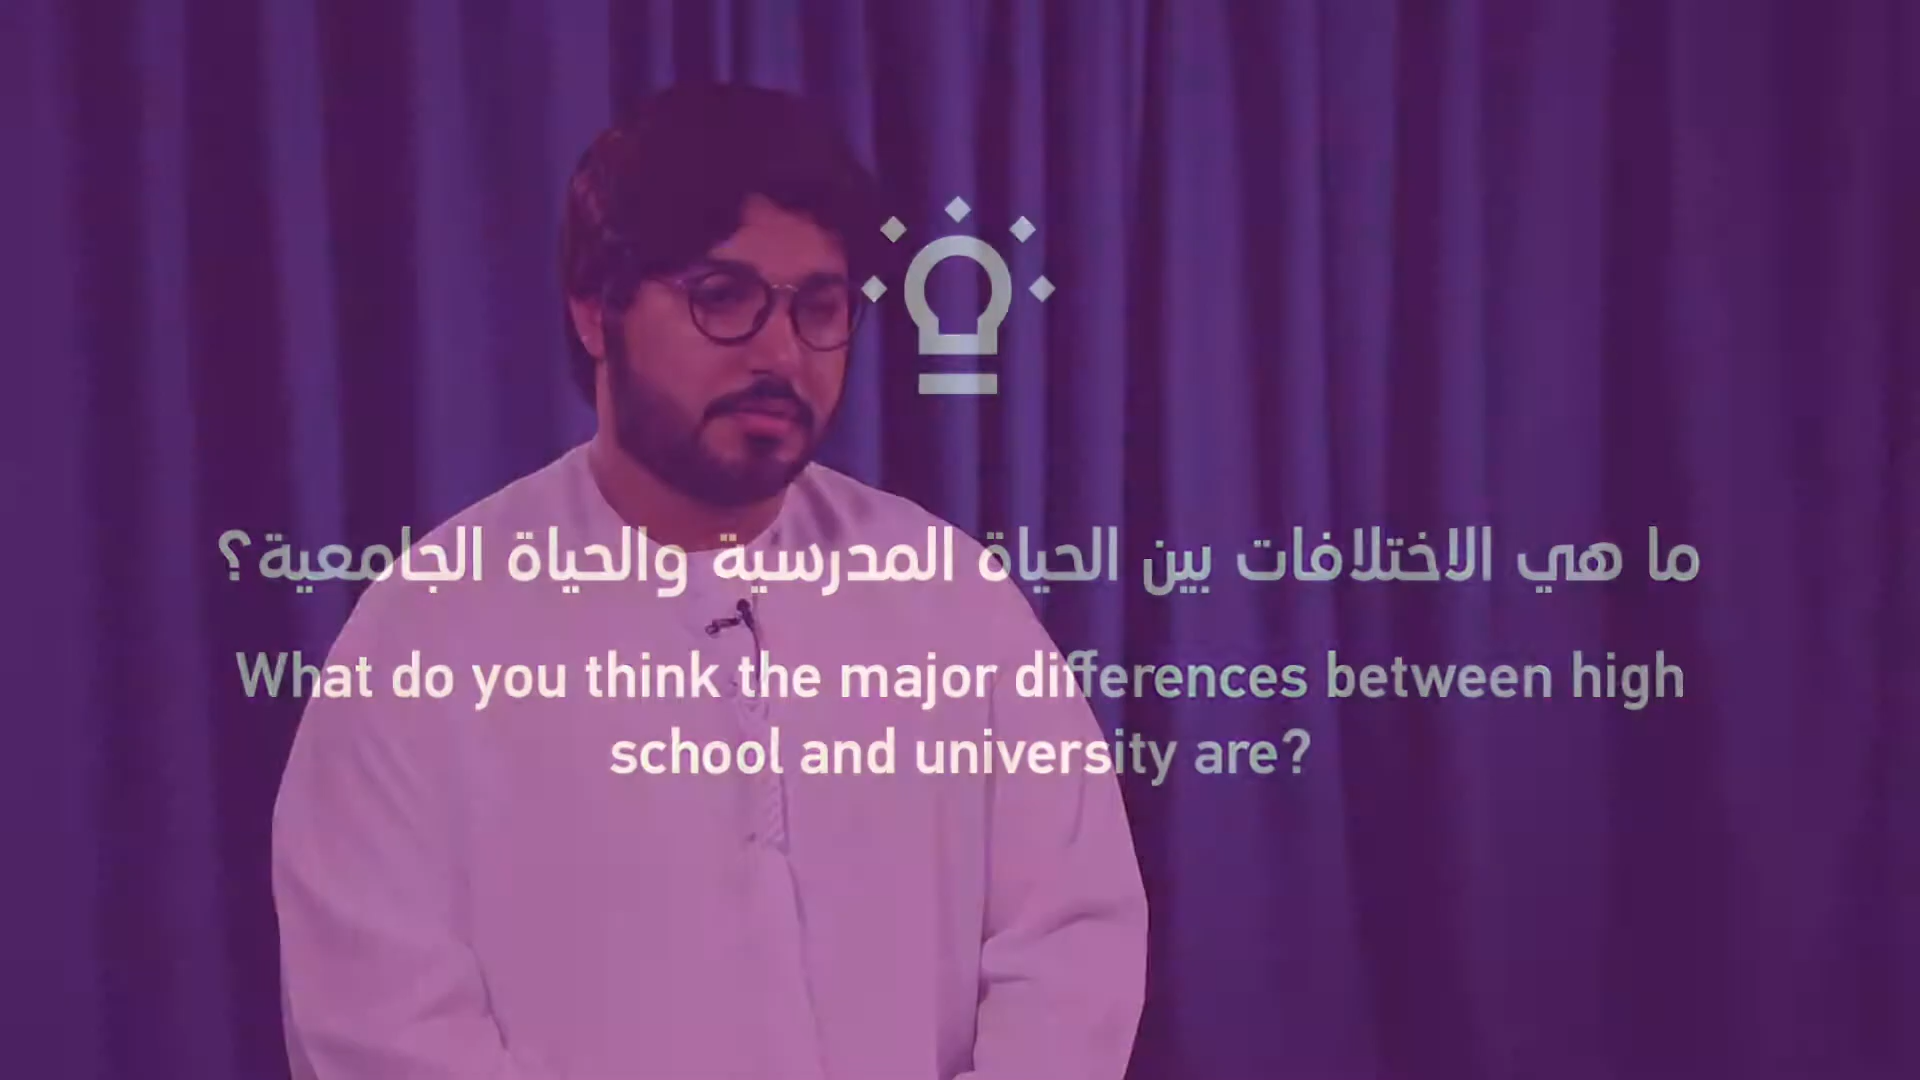 ما هي الاختلافات بين الحياة المدرسية والحياة الجامعية؟
What do you think the major differences between high
school and university are?